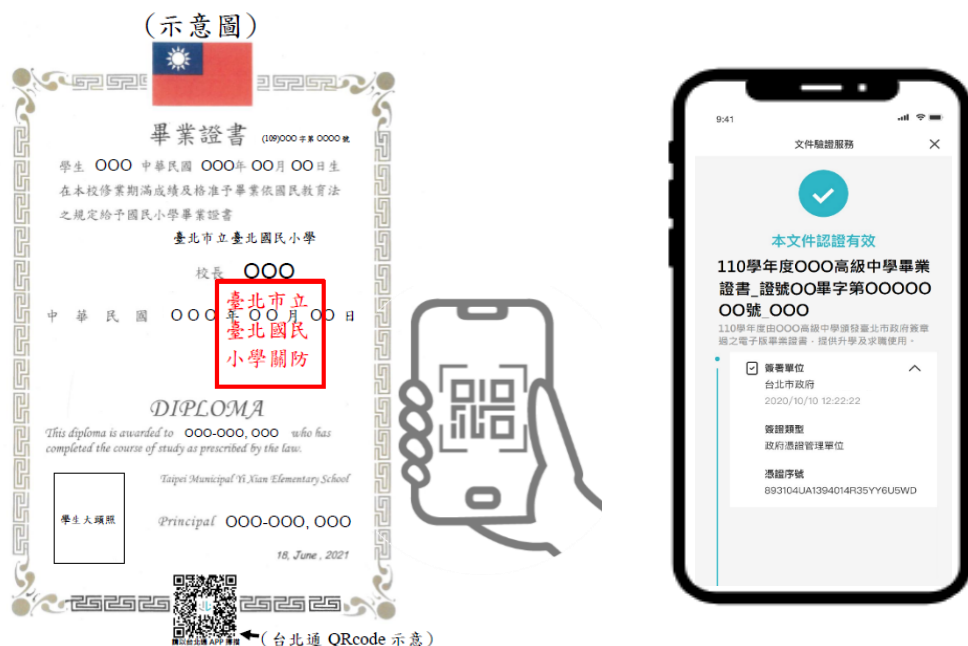 (示意圖)
畢業證書 (109)OOO字第 OOOO 號
學生 OOO 中華民國 OOO年 OO月 OO日生
在本校修業期滿成績及格准予畢業依國民教育法
之規定給予國民小學畢業證書
臺北市立臺北國民小學
校長 OOO
中華民國 OOO年OO月OO日
臺北市立
臺北國民
小學關防
DIPLOMA
This diploma is awarded to OOO-OOO, OOO who has
completed the course of study as prescribed by the law.
Taipei Municipal Yi Xian Elementary School
學生大頭照
Principal OOO-OOO, OOO
18, June , 2021
請以台北通 APP 掃描
(台北通 QRcode 示意)
9:41
文件驗證服務
本文件認證有效
110學年度OOO高級中學畢業
證書_證號OO畢字第OOOOO
OO號_OOO
110學年度由OOO高級中學頒發臺北市政府簽章
過之電子版畢業證書，提供升學及求職使用。
簽署單位
台北市政府
2020/10/10 12:22:22
簽證類型
政府憑證管理單位
憑證序號
893104UA1394014R35YY6U5WD